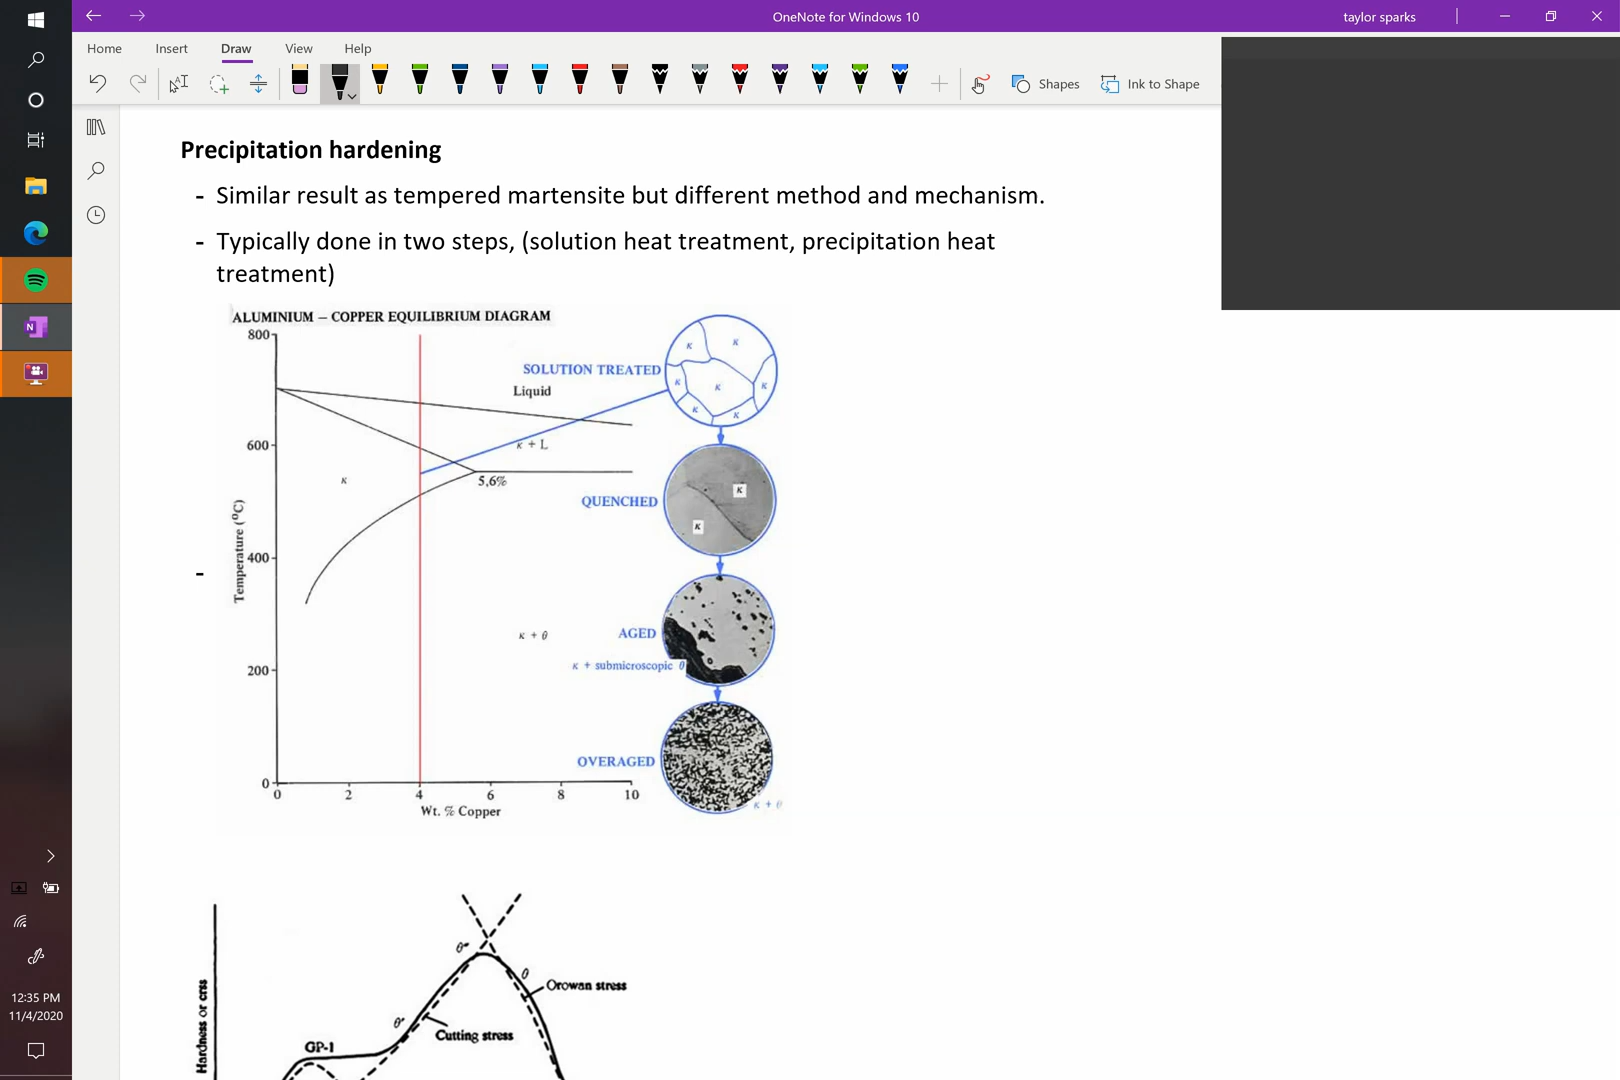 OneNote for Windows 10
taylor sparks
Home Insert Draw View Help
Shapes
Ink to Shape
Precipitation hardening
- Similar result as tempered martensite but different method and mechanism.
- Typically done in two steps, (solution heat treatment, precipitation heat
treatment)
-
ALUMINIUM – COPPER EQUILIBRIUM DIAGRAM
800
600
400
200
0
Temperature (°C)
0 2 4 6 8 10
Wt. % Copper
Liquid
κ + L
κ
5,6%
κ + θ
SOLUTION TREATED
κ κ
κ κ κ
κ κ
QUENCHED
κ
κ
AGED
κ + submicroscopic θ
OVERAGED
κ + θ
Hardness or crss
GP-1
θ"
θ
Orowan stress
Cutting stress
12:35 PM
11/4/2020